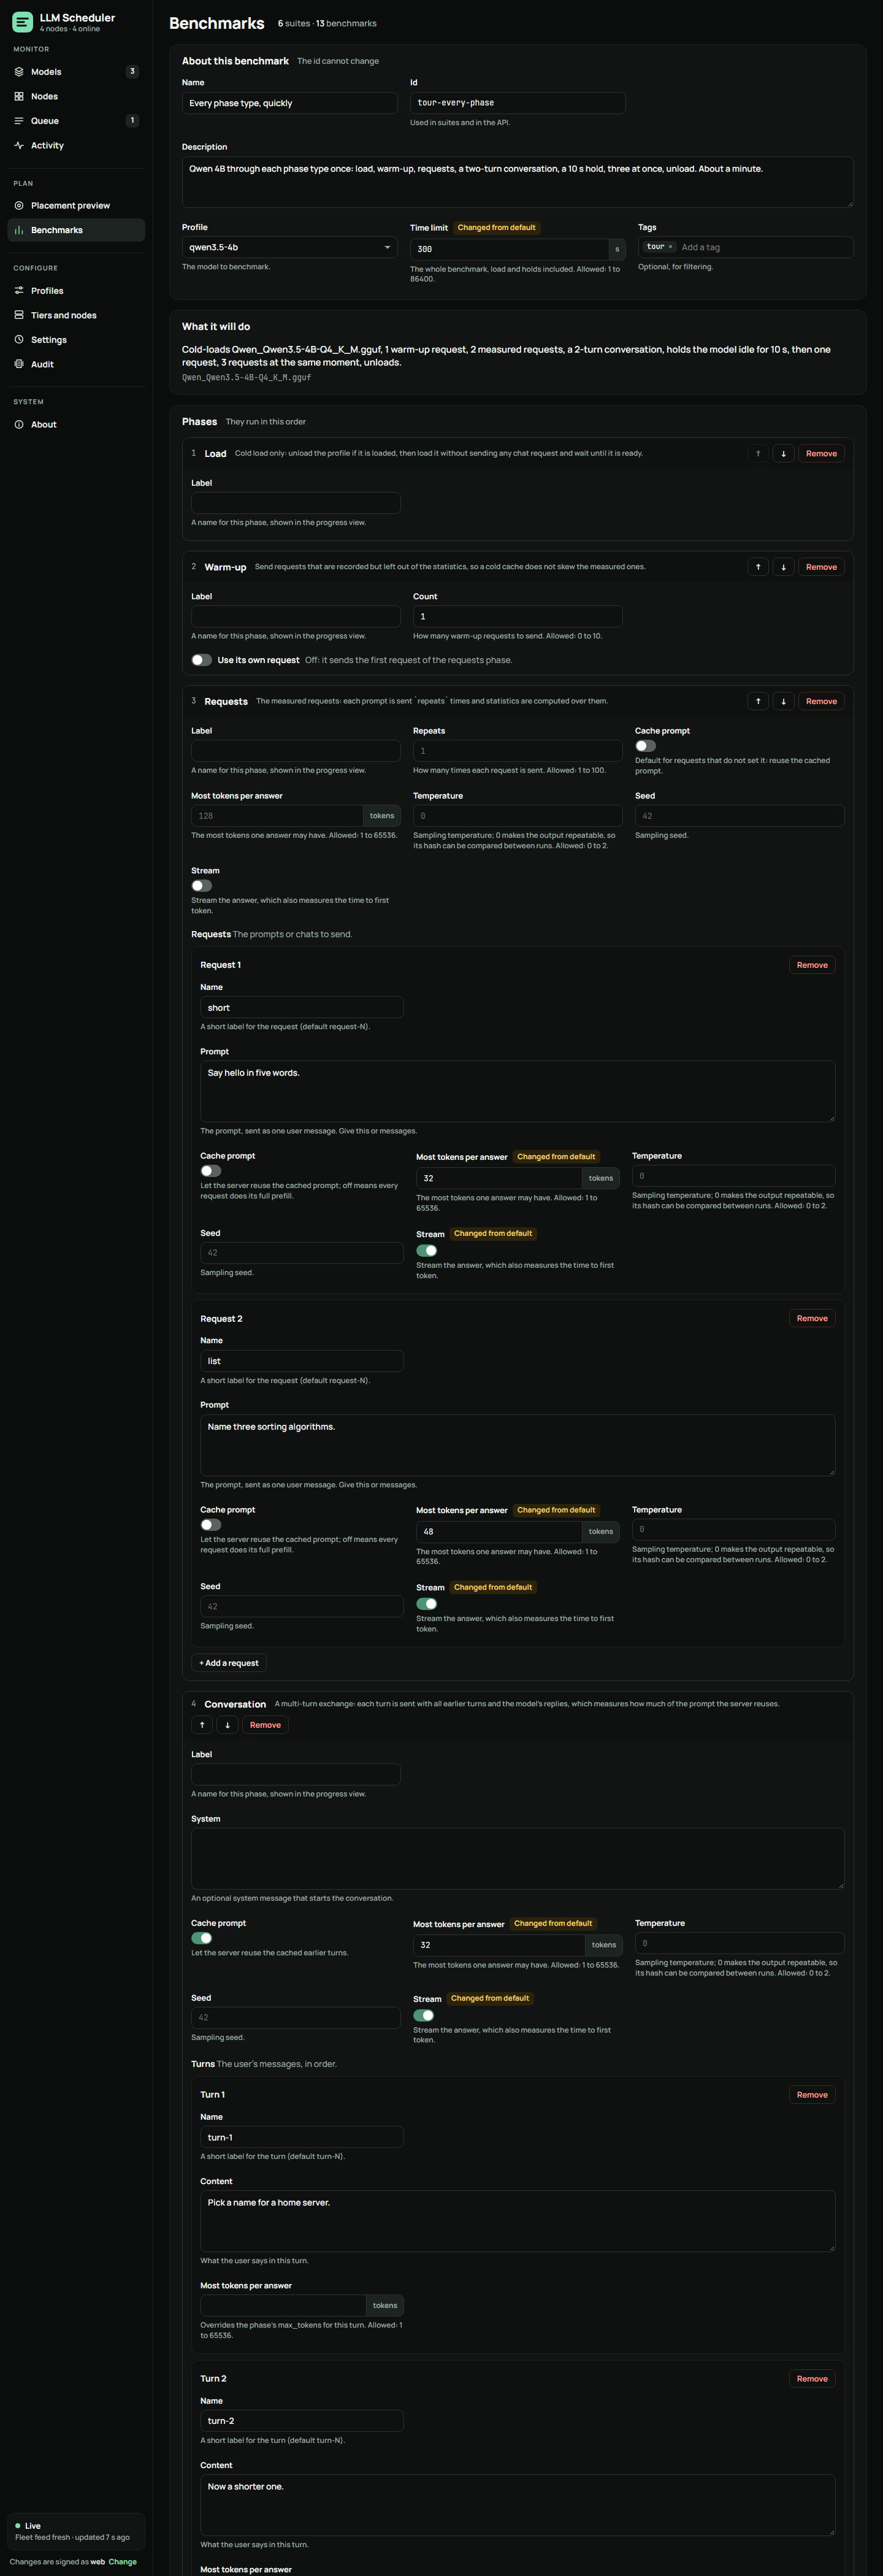 LLM Scheduler
4 nodes · 4 online
MONITOR
Models 3
Nodes
Queue 1
Activity
PLAN
Placement preview
Benchmarks
CONFIGURE
Profiles
Tiers and nodes
Settings
Audit
SYSTEM
About
Live
Fleet feed fresh · updated 7 s ago
Changes are signed as web Change
Benchmarks 6 suites · 13 benchmarks
About this benchmark The id cannot change
Name
Every phase type, quickly
Id
tour-every-phase
Used in suites and in the API.
Description
Qwen 4B through each phase type once: load, warm-up, requests, a two-turn conversation, a 10 s hold, three at once, unload. About a minute.
Profile
qwen3.5-4b
The model to benchmark.
Time limit Changed from default
300 s
The whole benchmark, load and holds included. Allowed: 1 to
86400.
Tags
tour × Add a tag
Optional, for filtering.
What it will do
Cold-loads Qwen_Qwen3.5-4B-Q4_K_M.gguf, 1 warm-up request, 2 measured requests, a 2-turn conversation, holds the model idle for 10 s, then one
request, 3 requests at the same moment, unloads.
Qwen_Qwen3.5-4B-Q4_K_M.gguf
Phases They run in this order
1 Load Cold load only: unload the profile if it is loaded, then load it without sending any chat request and wait until it is ready. ↑ ↓ Remove
Label
A name for this phase, shown in the progress view.
2 Warm-up Send requests that are recorded but left out of the statistics, so a cold cache does not skew the measured ones. ↑ ↓ Remove
Label
A name for this phase, shown in the progress view.
Count
1
How many warm-up requests to send. Allowed: 0 to 10.
Use its own request Off: it sends the first request of the requests phase.
3 Requests The measured requests: each prompt is sent `repeats` times and statistics are computed over them. ↑ ↓ Remove
Label
A name for this phase, shown in the progress view.
Repeats
1
How many times each request is sent. Allowed: 1 to 100.
Cache prompt
Default for requests that do not set it: reuse the cached
prompt.
Most tokens per answer
128 tokens
The most tokens one answer may have. Allowed: 1 to 65536.
Temperature
0
Sampling temperature; 0 makes the output repeatable, so
its hash can be compared between runs. Allowed: 0 to 2.
Seed
42
Sampling seed.
Stream
Stream the answer, which also measures the time to first
token.
Requests The prompts or chats to send.
Request 1 Remove
Name
short
A short label for the request (default request-N).
Prompt
Say hello in five words.
The prompt, sent as one user message. Give this or messages.
Cache prompt
Let the server reuse the cached prompt; off means every
request does its full prefill.
Most tokens per answer Changed from default
32 tokens
The most tokens one answer may have. Allowed: 1 to
65536.
Temperature
0
Sampling temperature; 0 makes the output repeatable, so
its hash can be compared between runs. Allowed: 0 to 2.
Seed
42
Sampling seed.
Stream Changed from default
Stream the answer, which also measures the time to first
token.
Request 2 Remove
Name
list
A short label for the request (default request-N).
Prompt
Name three sorting algorithms.
The prompt, sent as one user message. Give this or messages.
Cache prompt
Let the server reuse the cached prompt; off means every
request does its full prefill.
Most tokens per answer Changed from default
48 tokens
The most tokens one answer may have. Allowed: 1 to
65536.
Temperature
0
Sampling temperature; 0 makes the output repeatable, so
its hash can be compared between runs. Allowed: 0 to 2.
Seed
42
Sampling seed.
Stream Changed from default
Stream the answer, which also measures the time to first
token.
+ Add a request
4 Conversation A multi-turn exchange: each turn is sent with all earlier turns and the model's replies, which measures how much of the prompt the server reuses.
↑ ↓ Remove
Label
A name for this phase, shown in the progress view.
System
An optional system message that starts the conversation.
Cache prompt
Let the server reuse the cached earlier turns.
Most tokens per answer Changed from default
32 tokens
The most tokens one answer may have. Allowed: 1 to 65536.
Temperature
0
Sampling temperature; 0 makes the output repeatable, so
its hash can be compared between runs. Allowed: 0 to 2.
Seed
42
Sampling seed.
Stream Changed from default
Stream the answer, which also measures the time to first
token.
Turns The user's messages, in order.
Turn 1 Remove
Name
turn-1
A short label for the turn (default turn-N).
Content
Pick a name for a home server.
What the user says in this turn.
Most tokens per answer
tokens
Overrides the phase's max_tokens for this turn. Allowed: 1
to 65536.
Turn 2 Remove
Name
turn-2
A short label for the turn (default turn-N).
Content
Now a shorter one.
What the user says in this turn.
Most tokens per answer